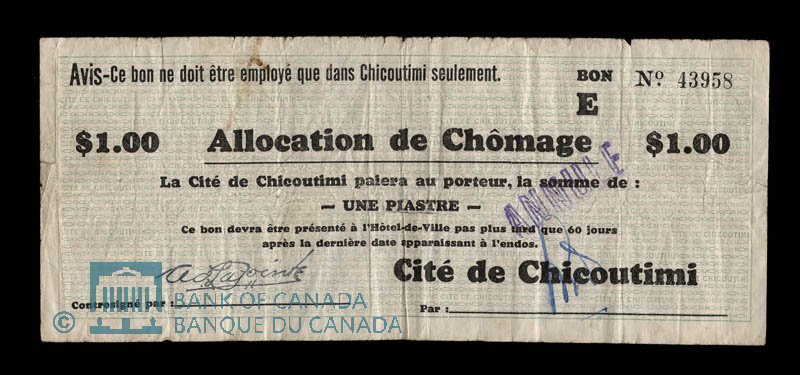 Avis-Ce bon ne doit être employé que dans Chicoutimi seulement.
BON
E
Nº 43958
$1.00 Allocation de Chômage $1.00
La Cité de Chicoutimi paiera au porteur, la somme de :
— UNE PIASTRE —
Ce bon devra être présenté à l'Hôtel-de-Ville pas plus tard que 60 jours
après la dernière date apparaissant à l'endos.
ANNULE
Cité de Chicoutimi
Contresigné par :
Par :
© BANK OF CANADA
BANQUE DU CANADA